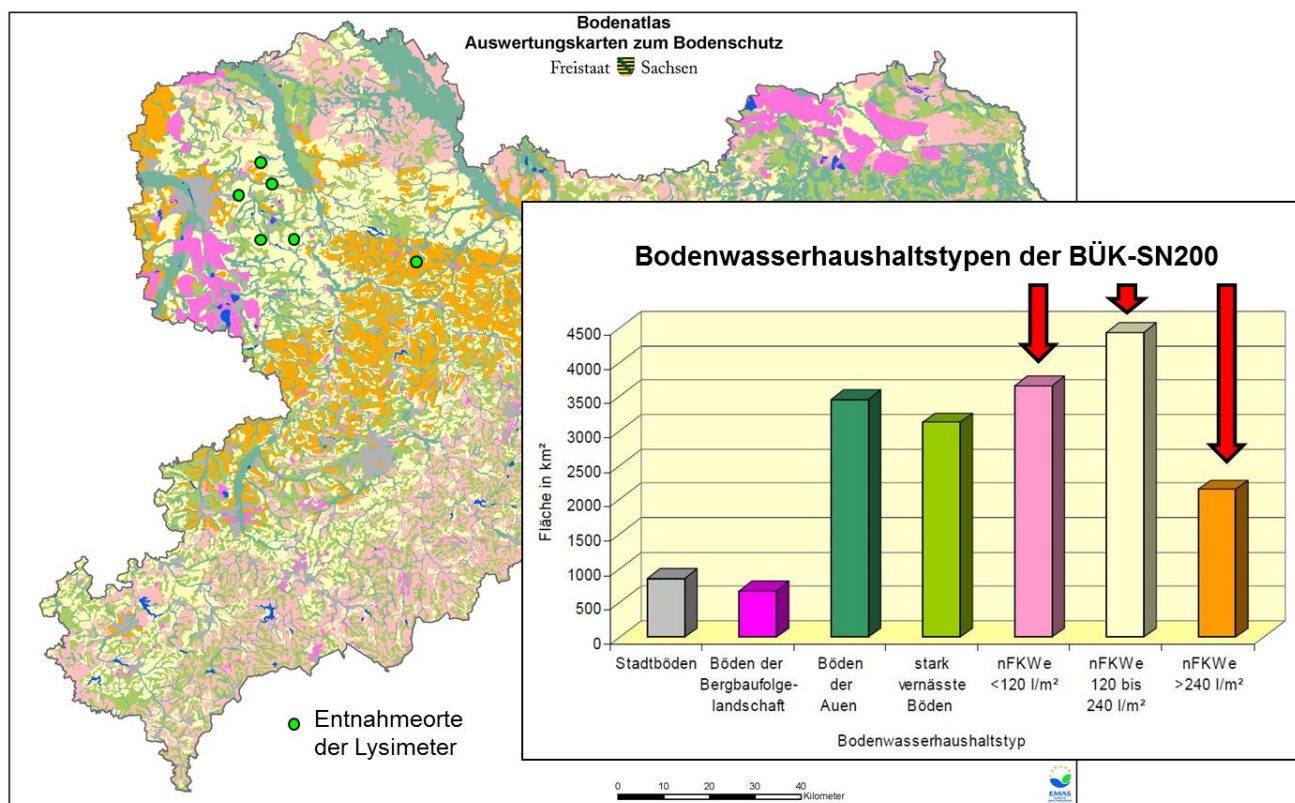 Bodenatlas
Auswertungskarten zum Bodenschutz
Freistaat Sachsen
Bodenwasserhaushaltstypen der BÜK-SN200
Fläche in km²
4500
4000
3500
3000
2500
2000
1500
1000
500
0
Stadtböden
Böden der
Bergbaufolge-
landschaft
Böden
der
Auen
stark
vernässte
Böden
nFKWe
<120 l/m²
nFKWe
120 bis
240 l/m²
nFKWe
>240 l/m²
Bodenwasserhaushaltstyp
Entnahmeorte
der Lysimeter
0 10 20 30 40
Kilometer
EMAS